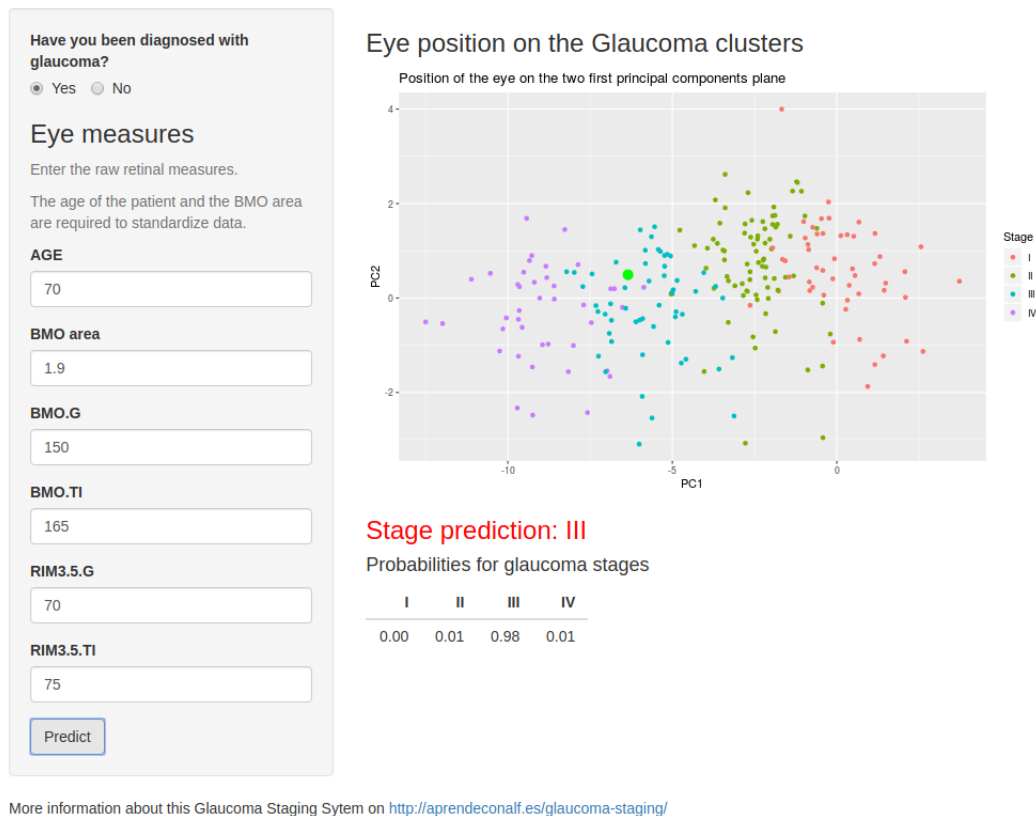 Have you been diagnosed with
glaucoma?
Yes No
Eye measures
Enter the raw retinal measures.
The age of the patient and the BMO area
are required to standardize data.
AGE
70
BMO area
1.9
BMO.G
150
BMO.TI
165
RIM3.5.G
70
RIM3.5.TI
75
Predict
Eye position on the Glaucoma clusters
Position of the eye on the two first principal components plane
4
2
0
-2
PC2
-10 -5 0
PC1
Stage
I
II
III
IV
Stage prediction: III
Probabilities for glaucoma stages
I II III IV
0.00 0.01 0.98 0.01
More information about this Glaucoma Staging Sytem on http://aprendeconalf.es/glaucoma-staging/